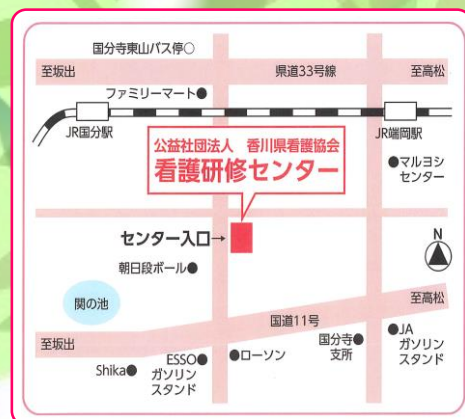 国分寺東山バス停○
至坂出
県道33号線
至高松
ファミリーマート●
JR国分駅
JR端岡駅
公益社団法人 香川県看護協会
看護研修センター
●マルヨシ
センター
N
センター入口→
朝日段ボール●
関の池
至高松
国道11号
至坂出
Shika●
ESSO●
ガソリン
スタンド
●ローソン
国分寺●
支所
●JA
ガソリン
スタンド